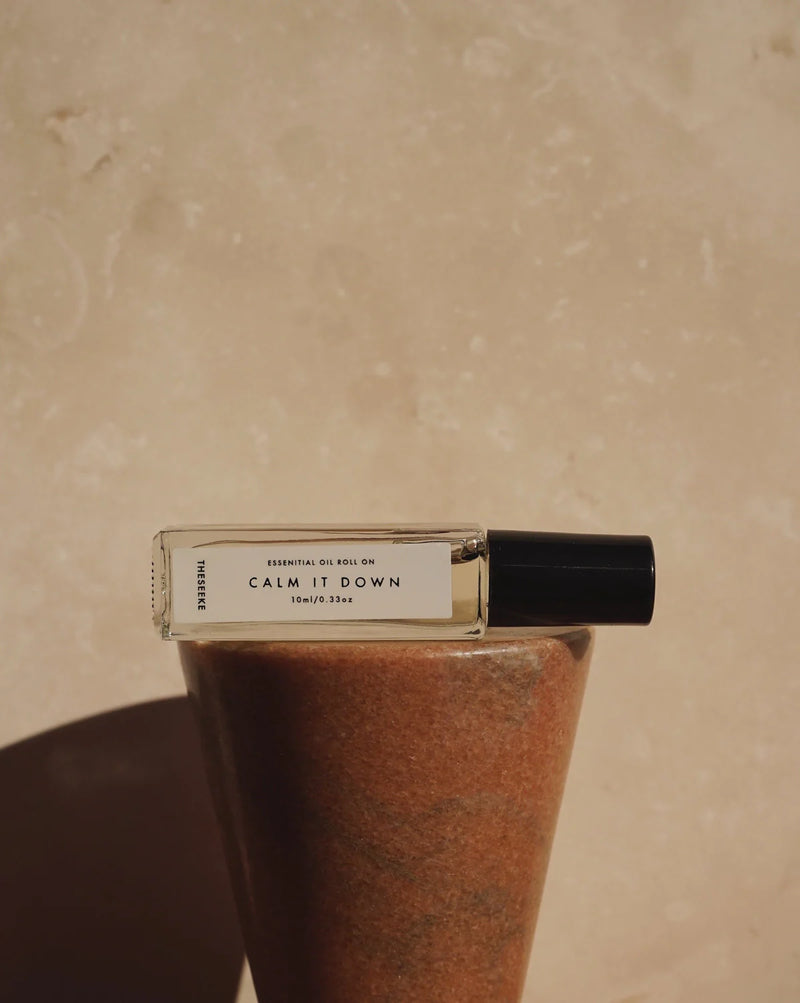 THESEEKE
ESSENITIAL OIL ROLL ON
CALM IT DOWN
10ml/0.33oz